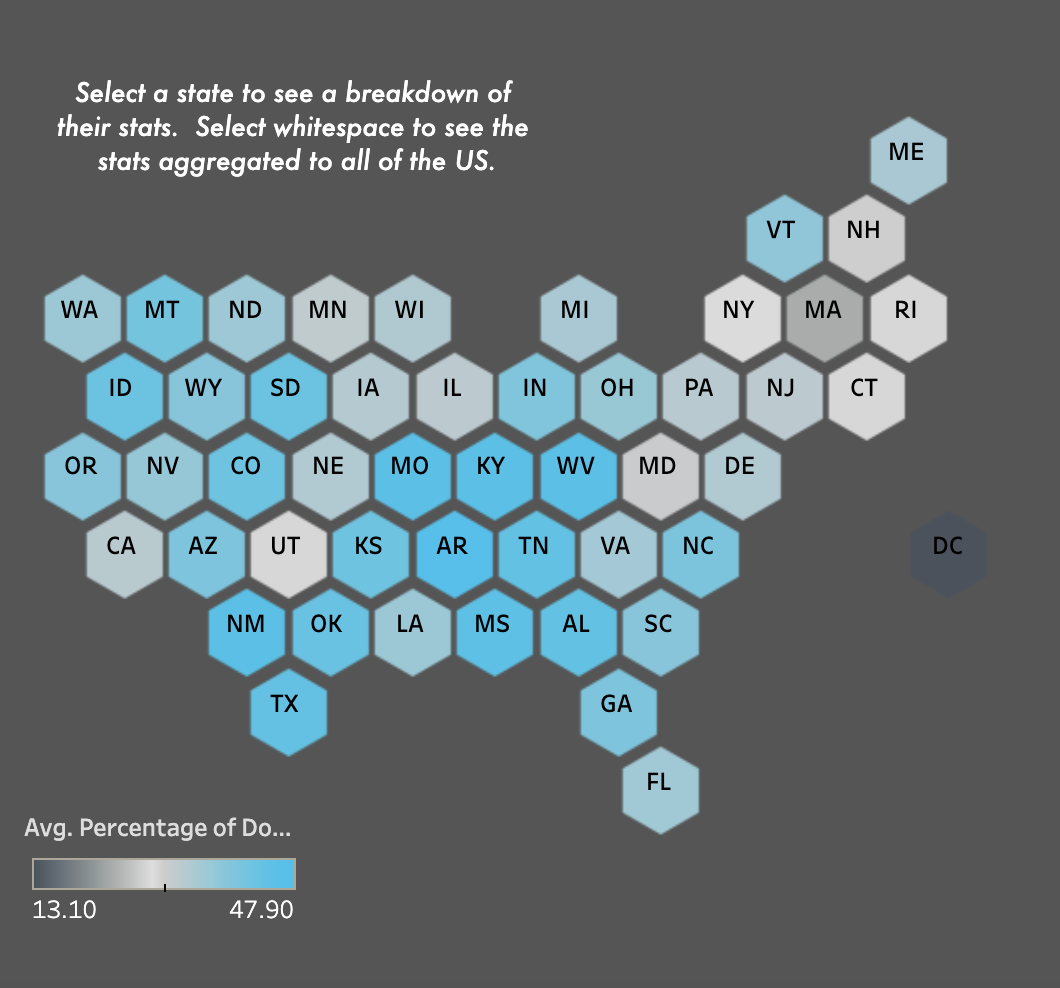 Select a state to see a breakdown of
their stats.  Select whitespace to see the
stats aggregated to all of the US.
ME
VT NH
WA MT ND MN WI MI NY MA RI
ID WY SD IA IL IN OH PA NJ CT
OR NV CO NE MO KY WV MD DE
CA AZ UT KS AR TN VA NC DC
NM OK LA MS AL SC
TX GA
FL
Avg. Percentage of Do...
13.10 47.90